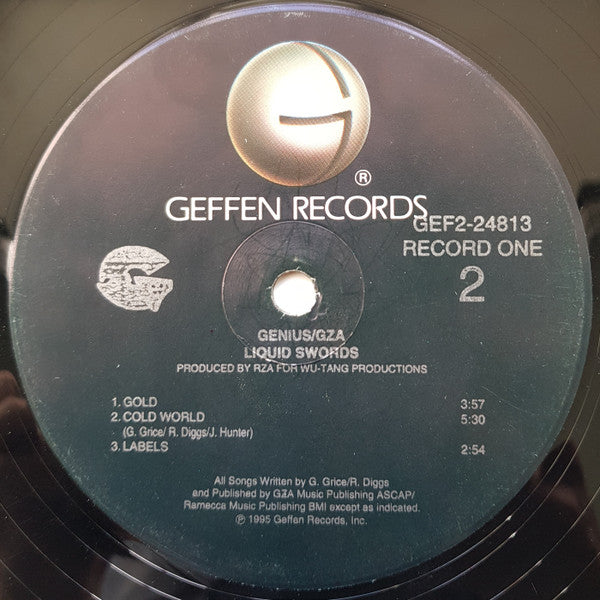 ®
GEFFEN RECORDS
GEF2-24813
RECORD ONE
2
GENIUS/GZA
LIQUID SWORDS
PRODUCED BY RZA FOR WU-TANG PRODUCTIONS
1. GOLD 3:57
2. COLD WORLD 5:30
(G. Grice/ R. Diggs/J. Hunter)
3. LABELS 2:54
All Songs Written by G. Grice/R. Diggs
and Published by GZA Music Publishing ASCAP/
Ramecca Music Publishing BMI except as indicated.
℗ 1995 Geffen Records, Inc.